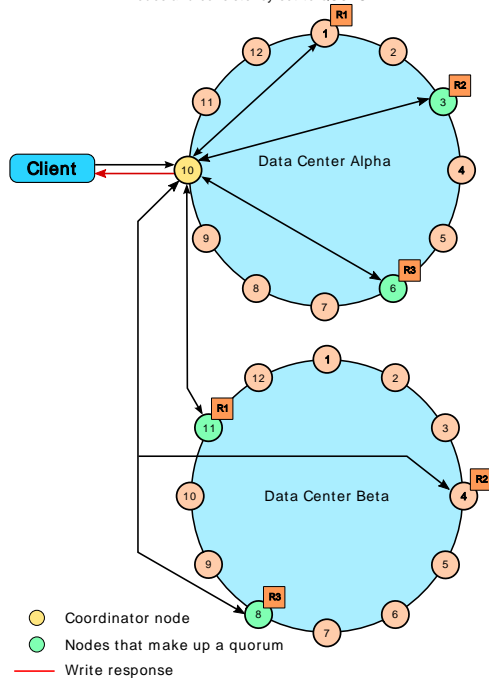 R1
1
12
2
R2
11
3
Client
10
Data Center Alpha
4
9
5
R3
8
6
7
1
12
2
R1
11
3
R2
10
Data Center Beta
4
9
5
R3
8
6
7
Coordinator node
Nodes that make up a quorum
Write response